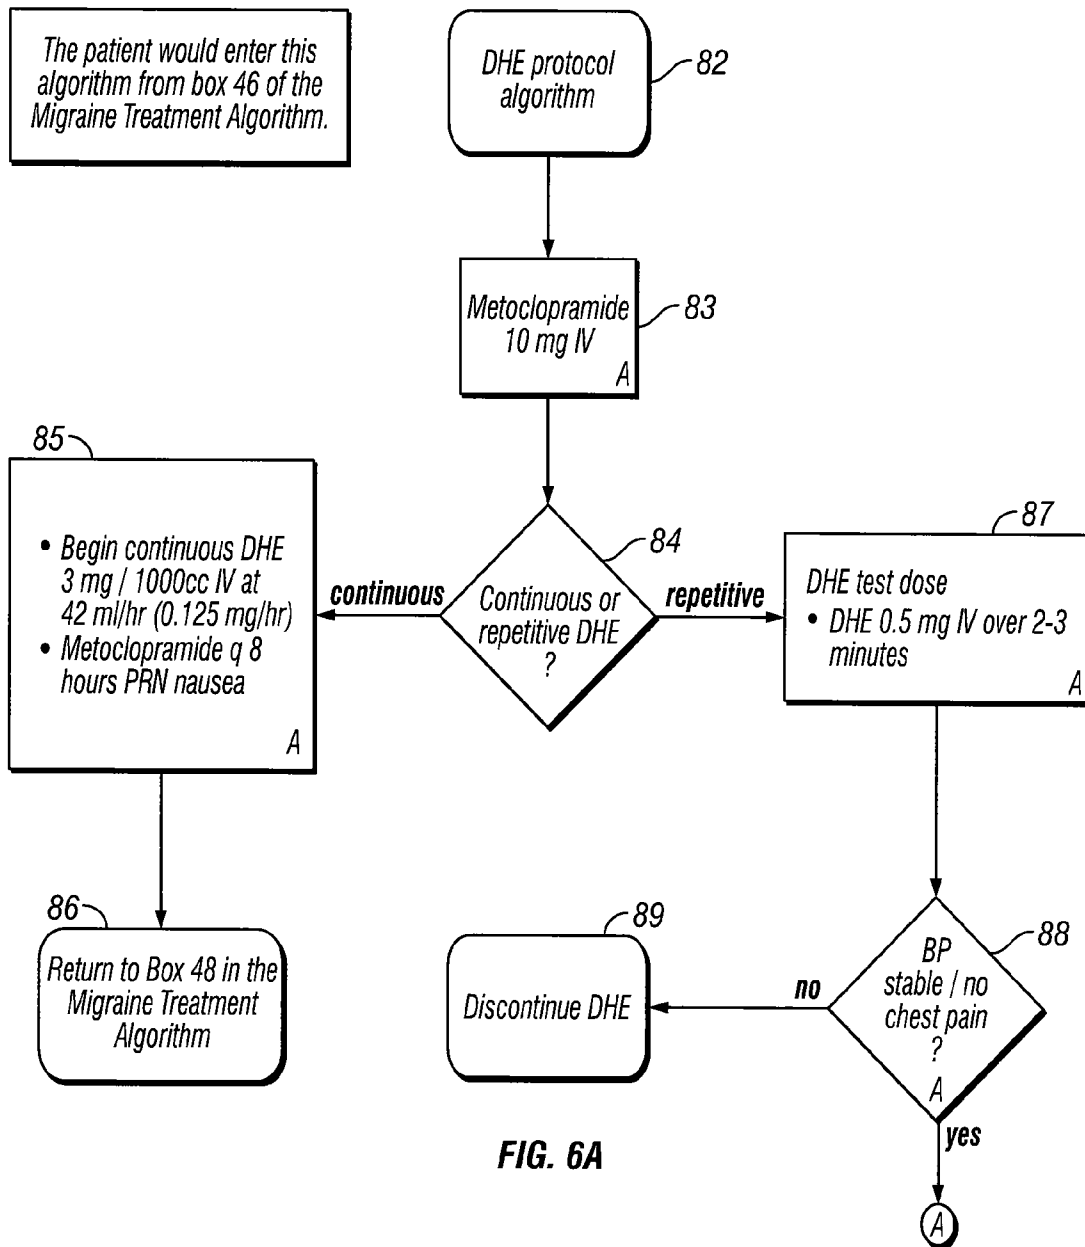 The patient would enter this
algorithm from box 46 of the
Migraine Treatment Algorithm.
DHE protocol
algorithm
82
Metoclopramide
10 mg IV
A
83
84
Continuous or
repetitive DHE
?
continuous
repetitive
85
• Begin continuous DHE
3 mg / 1000cc IV at
42 ml/hr (0.125 mg/hr)
• Metoclopramide q 8
hours PRN nausea
A
87
DHE test dose
• DHE 0.5 mg IV over 2-3
minutes
A
86
Return to Box 48 in the
Migraine Treatment
Algorithm
89
Discontinue DHE
no
88
BP
stable / no
chest pain
?
A
yes
A
FIG. 6A